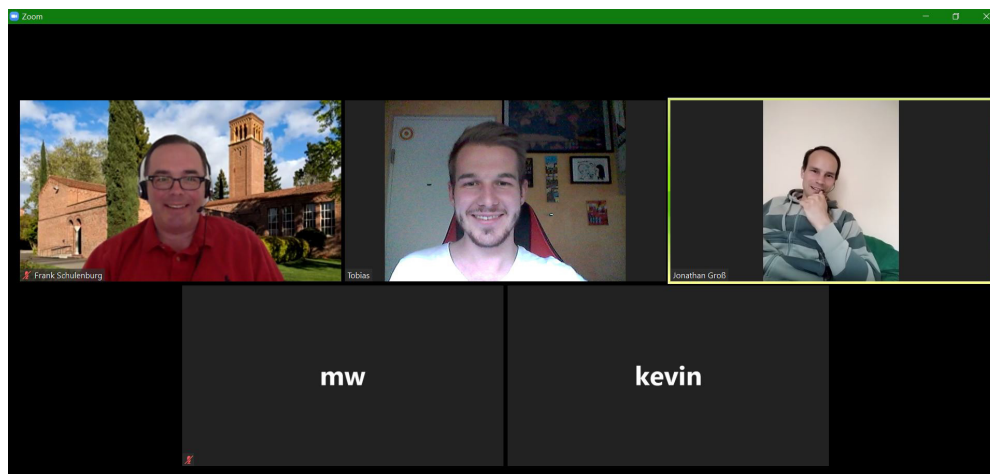 Zoom
Frank Schulenburg
Tobias
Jonathan Groß
mw
kevin